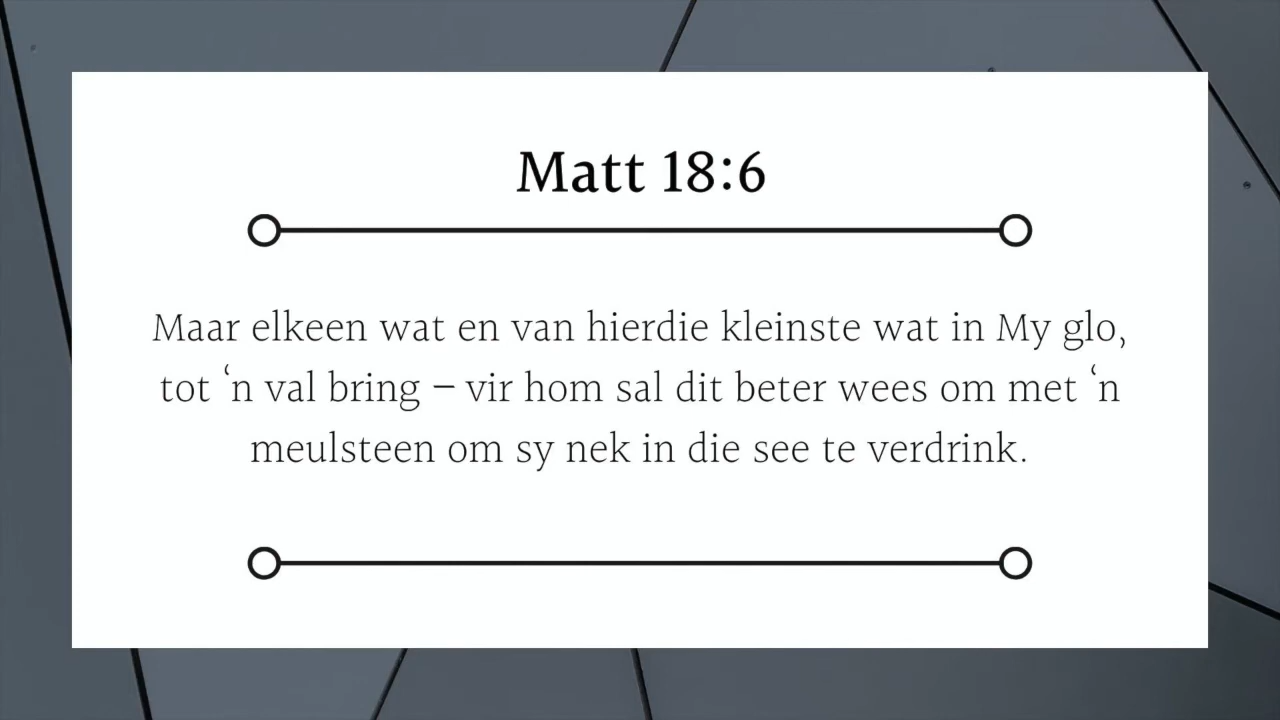 Matt 18:6
Maar elkeen wat en van hierdie kleinste wat in My glo,
tot ‘n val bring – vir hom sal dit beter wees om met ‘n
meulsteen om sy nek in die see te verdrink.